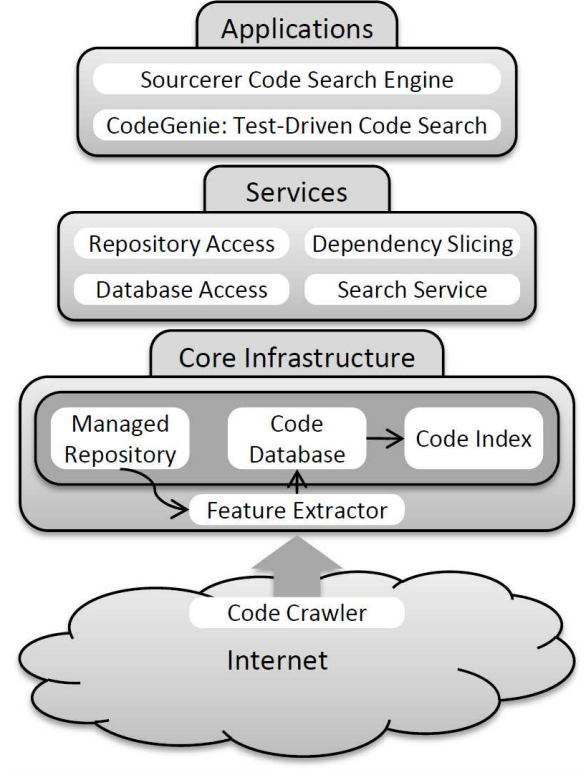 Applications
Sourcerer Code Search Engine
CodeGenie: Test-Driven Code Search
Services
Repository Access
Dependency Slicing
Database Access
Search Service
Core Infrastructure
Managed
Repository
Code
Database
Code Index
Feature Extractor
Code Crawler
Internet